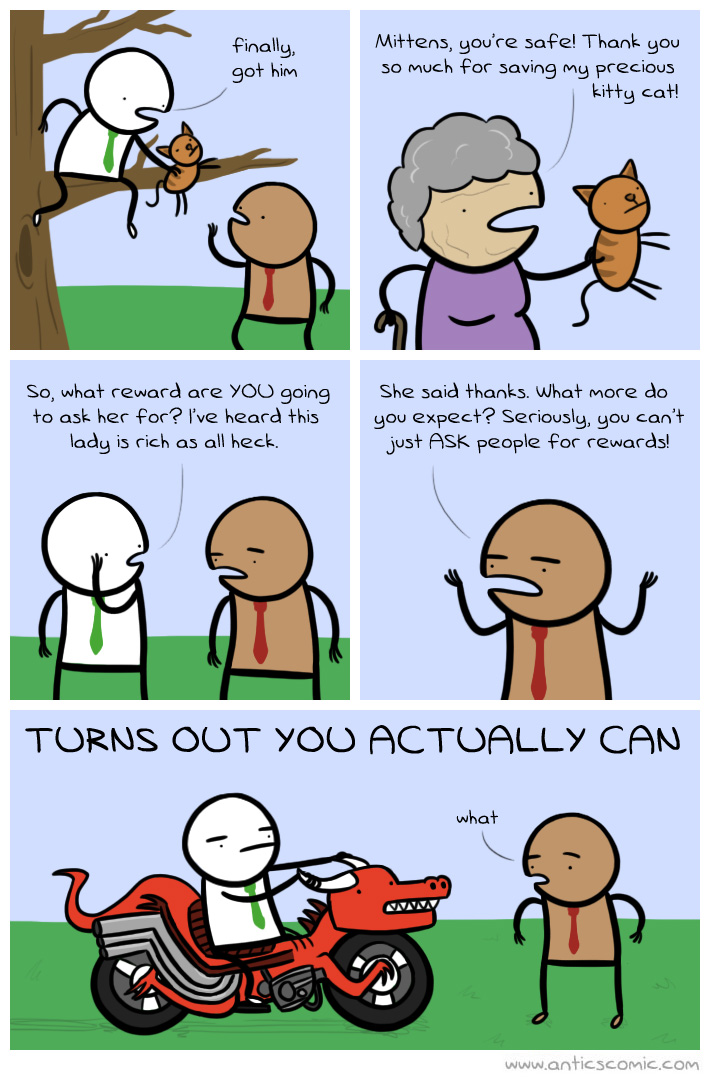 finally,
got him
Mittens, you're safe! Thank you
so much for saving my precious
kitty cat!
So, what reward are YOU going
to ask her for? I've heard this
lady is rich as all heck.
She said thanks. What more do
you expect? Seriously, you can't
just ASK people for rewards!
TURNS OUT YOU ACTUALLY CAN
what
www.anticscomic.com